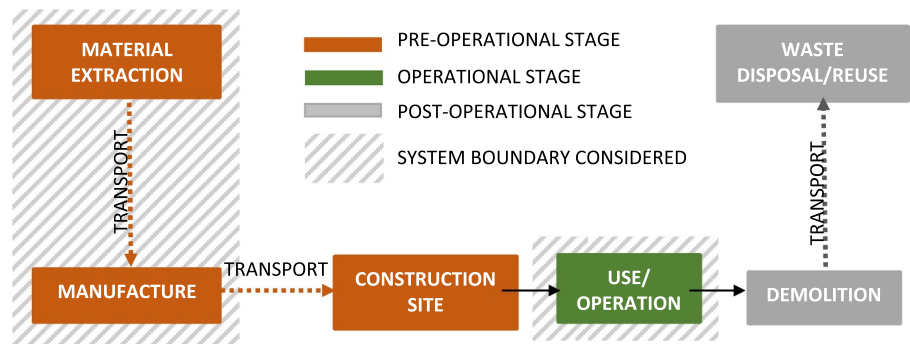 MATERIAL
EXTRACTION
TRANSPORT
MANUFACTURE
TRANSPORT
CONSTRUCTION
SITE
USE/
OPERATION
DEMOLITION
TRANSPORT
WASTE
DISPOSAL/REUSE
PRE-OPERATIONAL STAGE
OPERATIONAL STAGE
POST-OPERATIONAL STAGE
SYSTEM BOUNDARY CONSIDERED